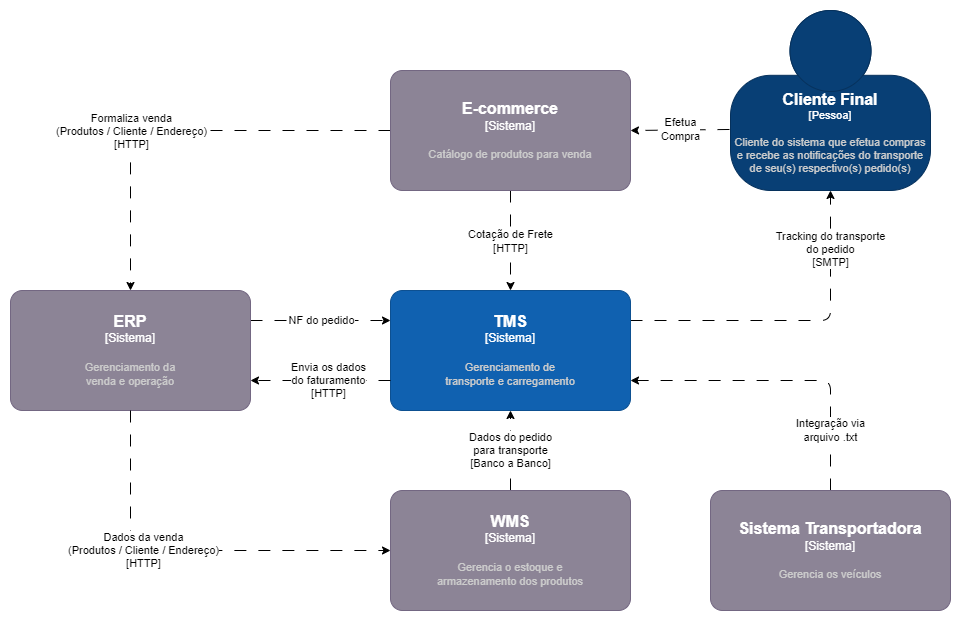 Cliente Final
[Pessoa]
Cliente do sistema que efetua compras
e recebe as notificações do transporte
de seu(s) respectivo(s) pedido(s)
Efetua
Compra
E-commerce
[Sistema]
Catálogo de produtos para venda
Formaliza venda
(Produtos / Cliente / Endereço)
[HTTP]
Cotação de Frete
[HTTP]
Tracking do transporte
do pedido
[SMTP]
ERP
[Sistema]
Gerenciamento da
venda e operação
NF do pedido
Envia os dados
do faturamento
[HTTP]
TMS
[Sistema]
Gerenciamento de
transporte e carregamento
Dados do pedido
para transporte
[Banco a Banco]
Integração via
arquivo .txt
Dados da venda
(Produtos / Cliente / Endereço)
[HTTP]
WMS
[Sistema]
Gerencia o estoque e
armazenamento dos produtos
Sistema Transportadora
[Sistema]
Gerencia os veículos